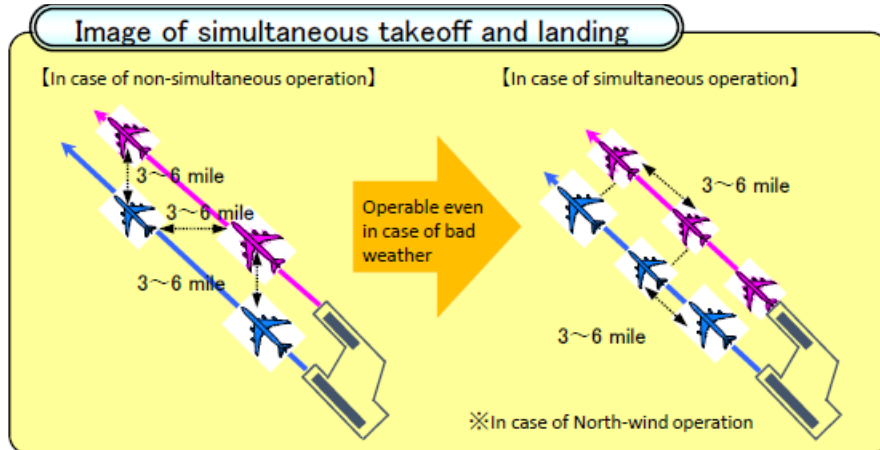 Image of simultaneous takeoff and landing
【In case of non-simultaneous operation】
3～6 mile
3～6 mile
3～6 mile
Operable even
in case of bad
weather
【In case of simultaneous operation】
3～6 mile
3～6 mile
※In case of North-wind operation